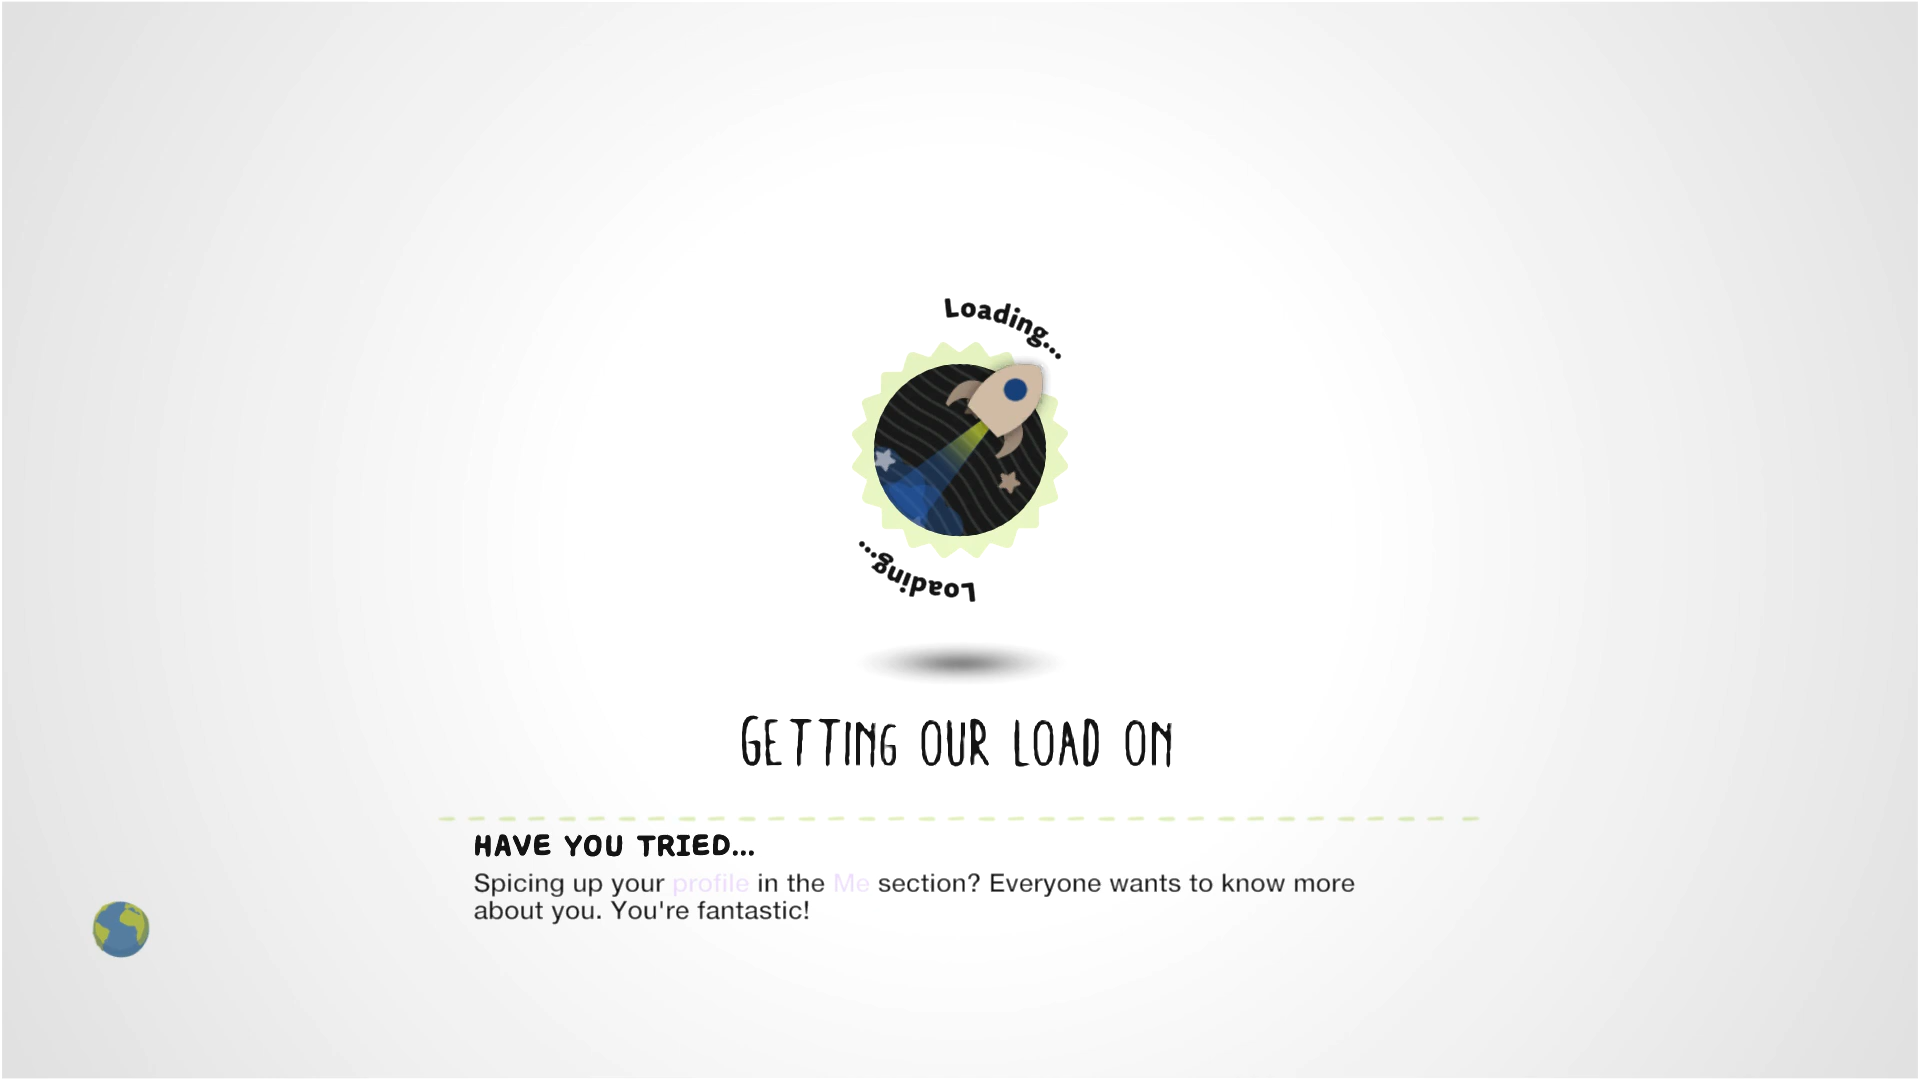 Loading...
Loading...
GETTING OUR LOAD ON
HAVE YOU TRIED...
Spicing up your profile in the Me section? Everyone wants to know more
about you. You're fantastic!